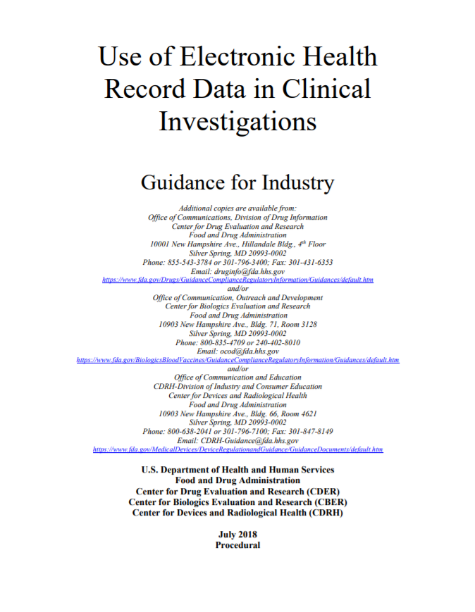 Use of Electronic Health
Record Data in Clinical
Investigations
Guidance for Industry
Additional copies are available from:
Office of Communications, Division of Drug Information
Center for Drug Evaluation and Research
Food and Drug Administration
10001 New Hampshire Ave., Hillandale Bldg., 4th Floor
Silver Spring, MD 20993-0002
Phone: 855-543-3784 or 301-796-3400; Fax: 301-431-6353
Email: druginfo@fda.hhs.gov
https://www.fda.gov/Drugs/GuidanceComplianceRegulatoryInformation/Guidances/default.htm
and/or
Office of Communication, Outreach and Development
Center for Biologics Evaluation and Research
Food and Drug Administration
10903 New Hampshire Ave., Bldg. 71, Room 3128
Silver Spring, MD 20993-0002
Phone: 800-835-4709 or 240-402-8010
Email: ocod@fda.hhs.gov
https://www.fda.gov/BiologicsBloodVaccines/GuidanceComplianceRegulatoryInformation/Guidances/default.htm
and/or
Office of Communication and Education
CDRH-Division of Industry and Consumer Education
Center for Devices and Radiological Health
Food and Drug Administration
10903 New Hampshire Ave., Bldg. 66, Room 4621
Silver Spring, MD 20993-0002
Phone: 800-638-2041 or 301-796-7100; Fax: 301-847-8149
Email: CDRH-Guidance@fda.hhs.gov
https://www.fda.gov/MedicalDevices/DeviceRegulationandGuidance/GuidanceDocuments/default.htm
U.S. Department of Health and Human Services
Food and Drug Administration
Center for Drug Evaluation and Research (CDER)
Center for Biologics Evaluation and Research (CBER)
Center for Devices and Radiological Health (CDRH)
July 2018
Procedural